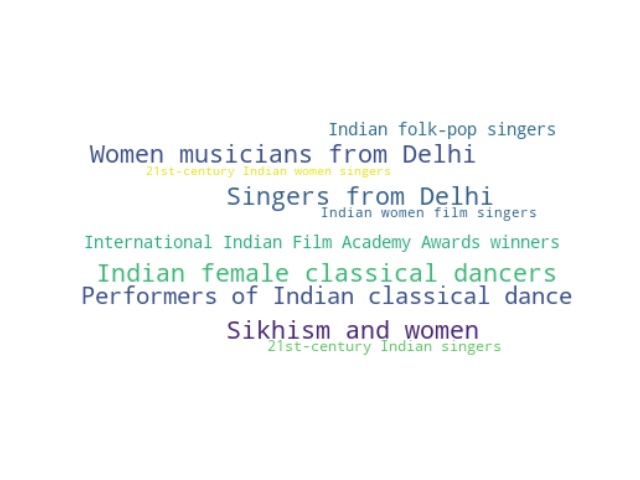 Indian folk-pop singers
Women musicians from Delhi
21st-century Indian women singers
Singers from Delhi
Indian women film singers
International Indian Film Academy Awards winners
Indian female classical dancers
Performers of Indian classical dance
Sikhism and women
21st-century Indian singers